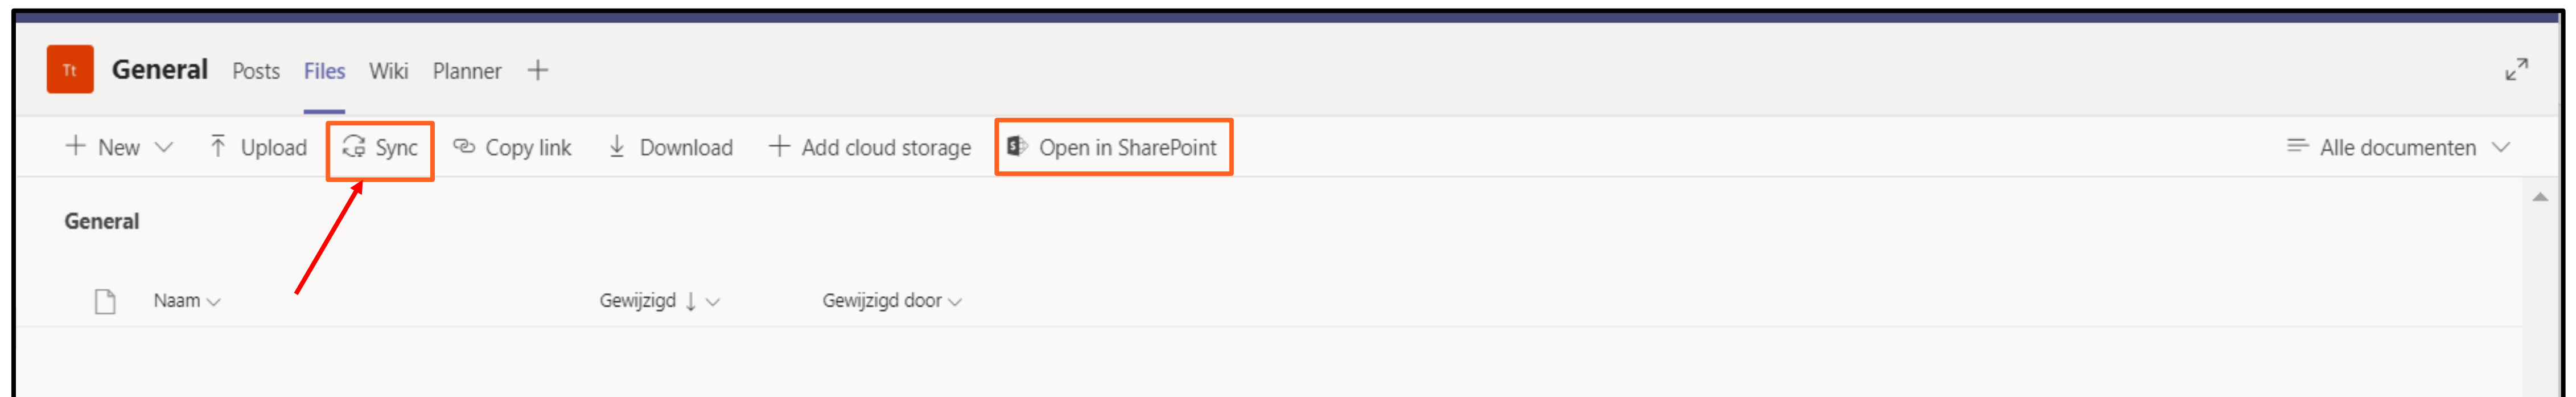 Tt General Posts Files Wiki Planner
New Upload Sync Copy link Download Add cloud storage Open in SharePoint Alle documenten
General
Naam Gewijzigd Gewijzigd door